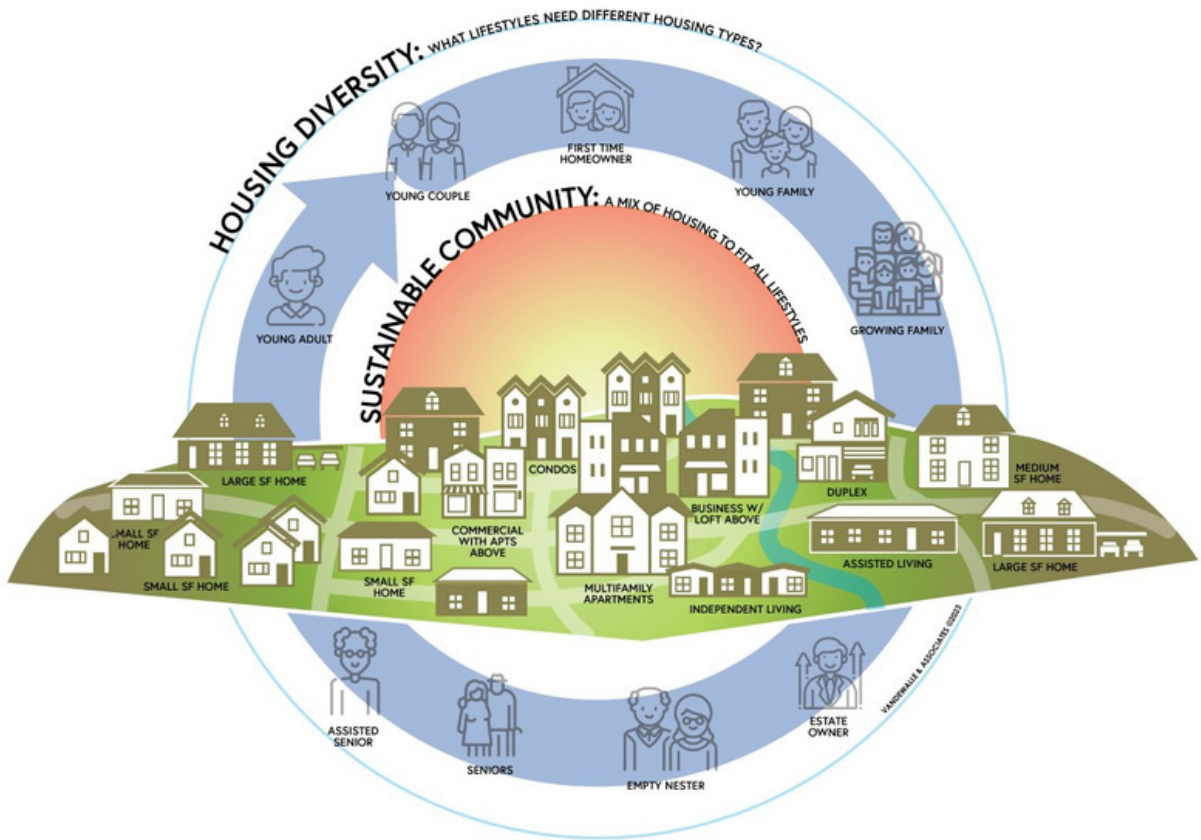 HOUSING DIVERSITY: WHAT LIFESTYLES NEED DIFFERENT HOUSING TYPES?
YOUNG COUPLE
FIRST TIME
HOMEOWNER
YOUNG FAMILY
SUSTAINABLE COMMUNITY: A MIX OF HOUSING TO FIT ALL LIFESTYLES
YOUNG ADULT
GROWING FAMILY
LARGE SF HOME
CONDOS
MEDIUM
SF HOME
DUPLEX
BUSINESS W/
LOFT ABOVE
COMMERCIAL
WITH APTS
ABOVE
SMALL SF
HOME
SMALL SF HOME
SMALL SF
HOME
MULTIFAMILY
APARTMENTS
ASSISTED LIVING
LARGE SF HOME
INDEPENDENT LIVING
VANDEWALLE & ASSOCIATES ©2023
ASSISTED
SENIOR
SENIORS
EMPTY NESTER
ESTATE
OWNER